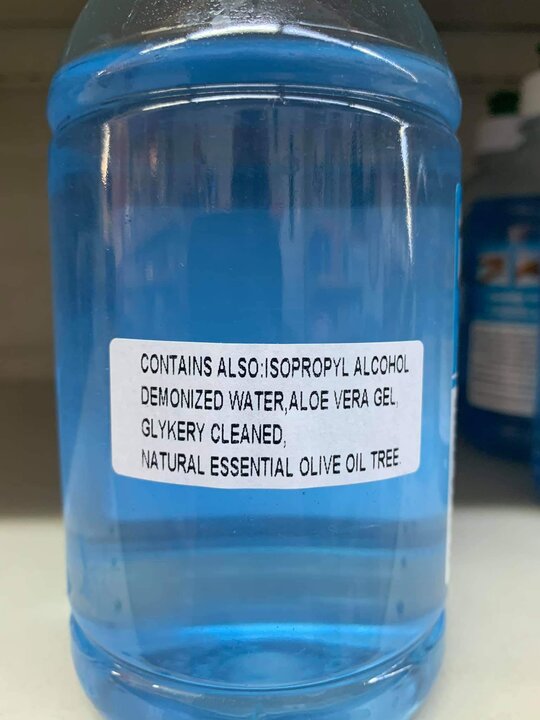 CONTAINS ALSO:ISOPROPYL ALCOHOL
DEMONIZED WATER,ALOE VERA GEL,
GLYKERY CLEANED,
NATURAL ESSENTIAL OLIVE OIL TREE.